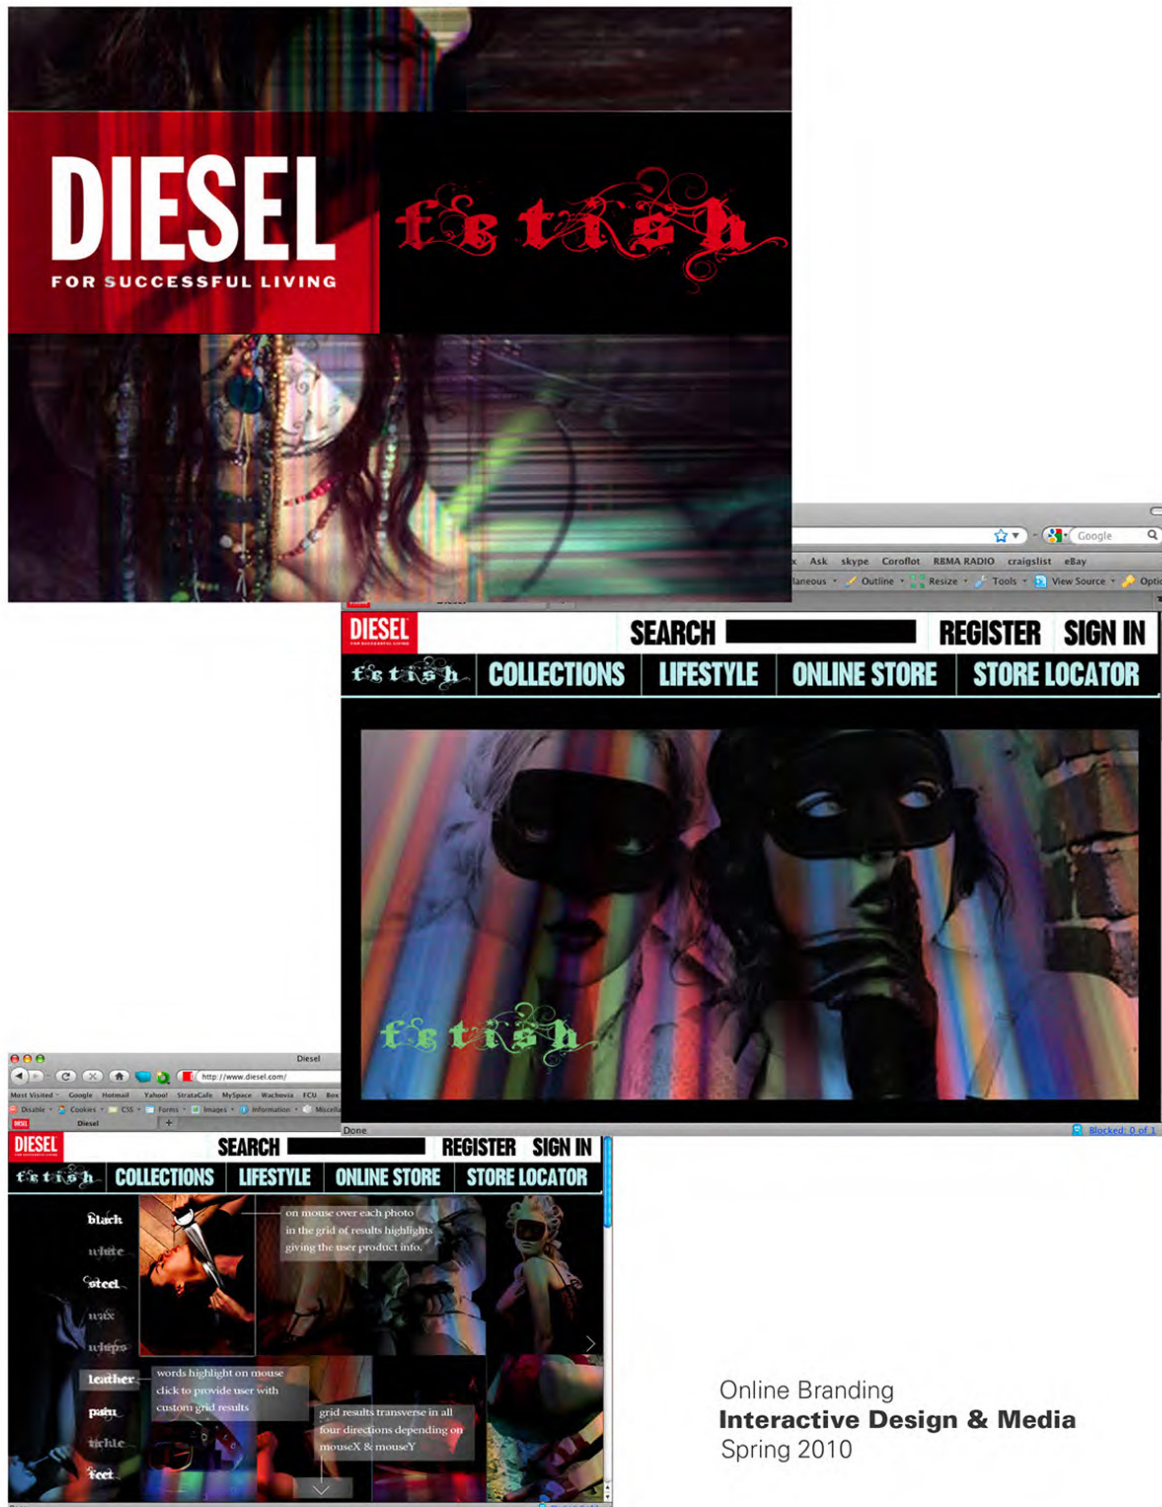 DIESEL
FOR SUCCESSFUL LIVING
fetish
Google
Ask skype Coroflot RBMA RADIO craigslist eBay
Outline Resize Tools View Source
DIESEL
FOR SUCCESSFUL LIVING
SEARCH REGISTER SIGN IN
fetish COLLECTIONS LIFESTYLE ONLINE STORE STORE LOCATOR
fetish
Done
Blocked: 0 of 1
Diesel
http://www.diesel.com/
Most Visited Google Hotmail Yahoo! StrataCafe MySpace Wachovia FCU Box
Disable Cookies CSS Forms Images Information
DIESEL Diesel +
DIESEL
SEARCH REGISTER SIGN IN
fetish COLLECTIONS LIFESTYLE ONLINE STORE STORE LOCATOR
black
white
steel
wax
whips
leather
pain
tickle
feet
on mouse over each photo
in the grid of results highlights
giving the user product info.
words highlight on mouse
click to provide user with
custom grid results
grid results transverse in all
four directions depending on
mouseX & mouseY
Online Branding
Interactive Design & Media
Spring 2010